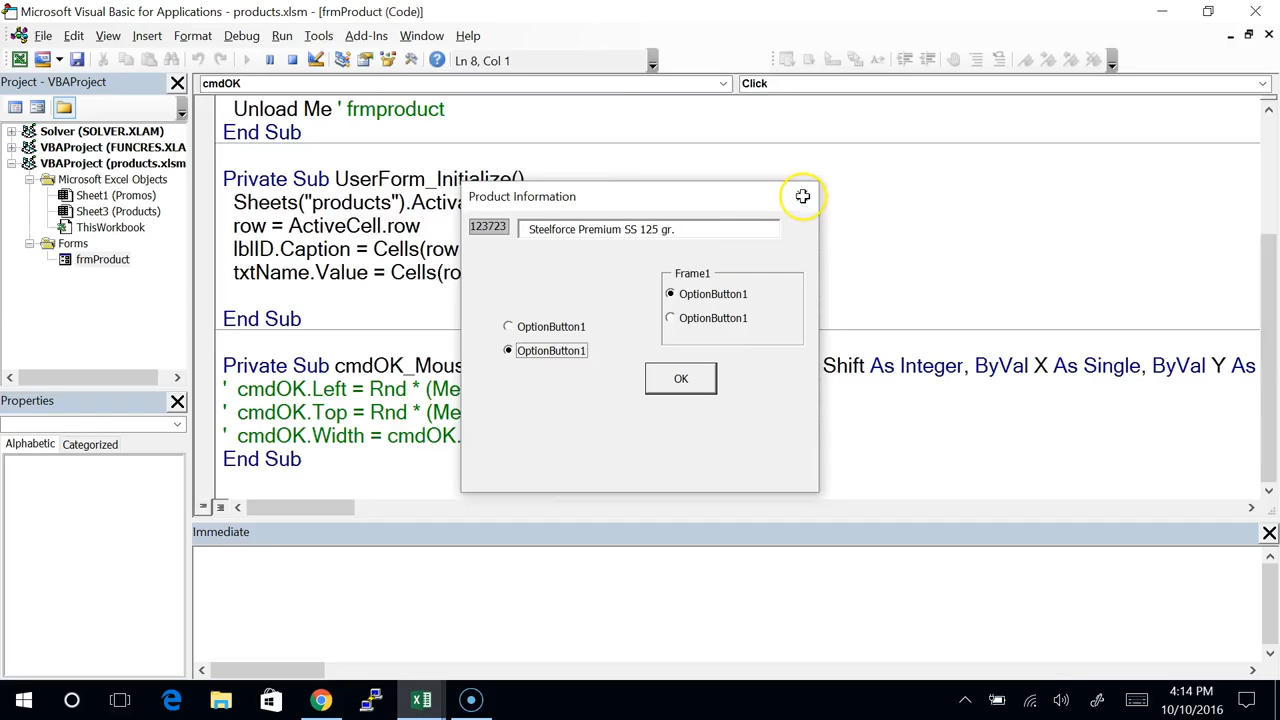 Microsoft Visual Basic for Applications - products.xlsm - [frmProduct (Code)]
File Edit View Insert Format Debug Run Tools Add-Ins Window Help
Ln 8, Col 1
Project - VBAProject
cmdOK
Click
Solver (SOLVER.XLAM)
VBAProject (FUNCRES.XLA
VBAProject (products.xlsm
Microsoft Excel Objects
Sheet1 (Promos)
Sheet3 (Products)
ThisWorkbook
Forms
frmProduct
Properties
Alphabetic Categorized
Unload Me ' frmproduct
End Sub
Private Sub UserForm_Initialize()
Sheets("products").Activa
row = ActiveCell.row
lblID.Caption = Cells(row
txtName.Value = Cells(ro
End Sub
Private Sub cmdOK_Mous
Shift As Integer, ByVal X As Single, ByVal Y As
' cmdOK.Left = Rnd * (Me
' cmdOK.Top = Rnd * (Me
' cmdOK.Width = cmdOK.
End Sub
Product Information
123723
Steelforce Premium SS 125 gr.
Frame1
OptionButton1
OptionButton1
OptionButton1
OptionButton1
OK
Immediate
4:14 PM
10/10/2016